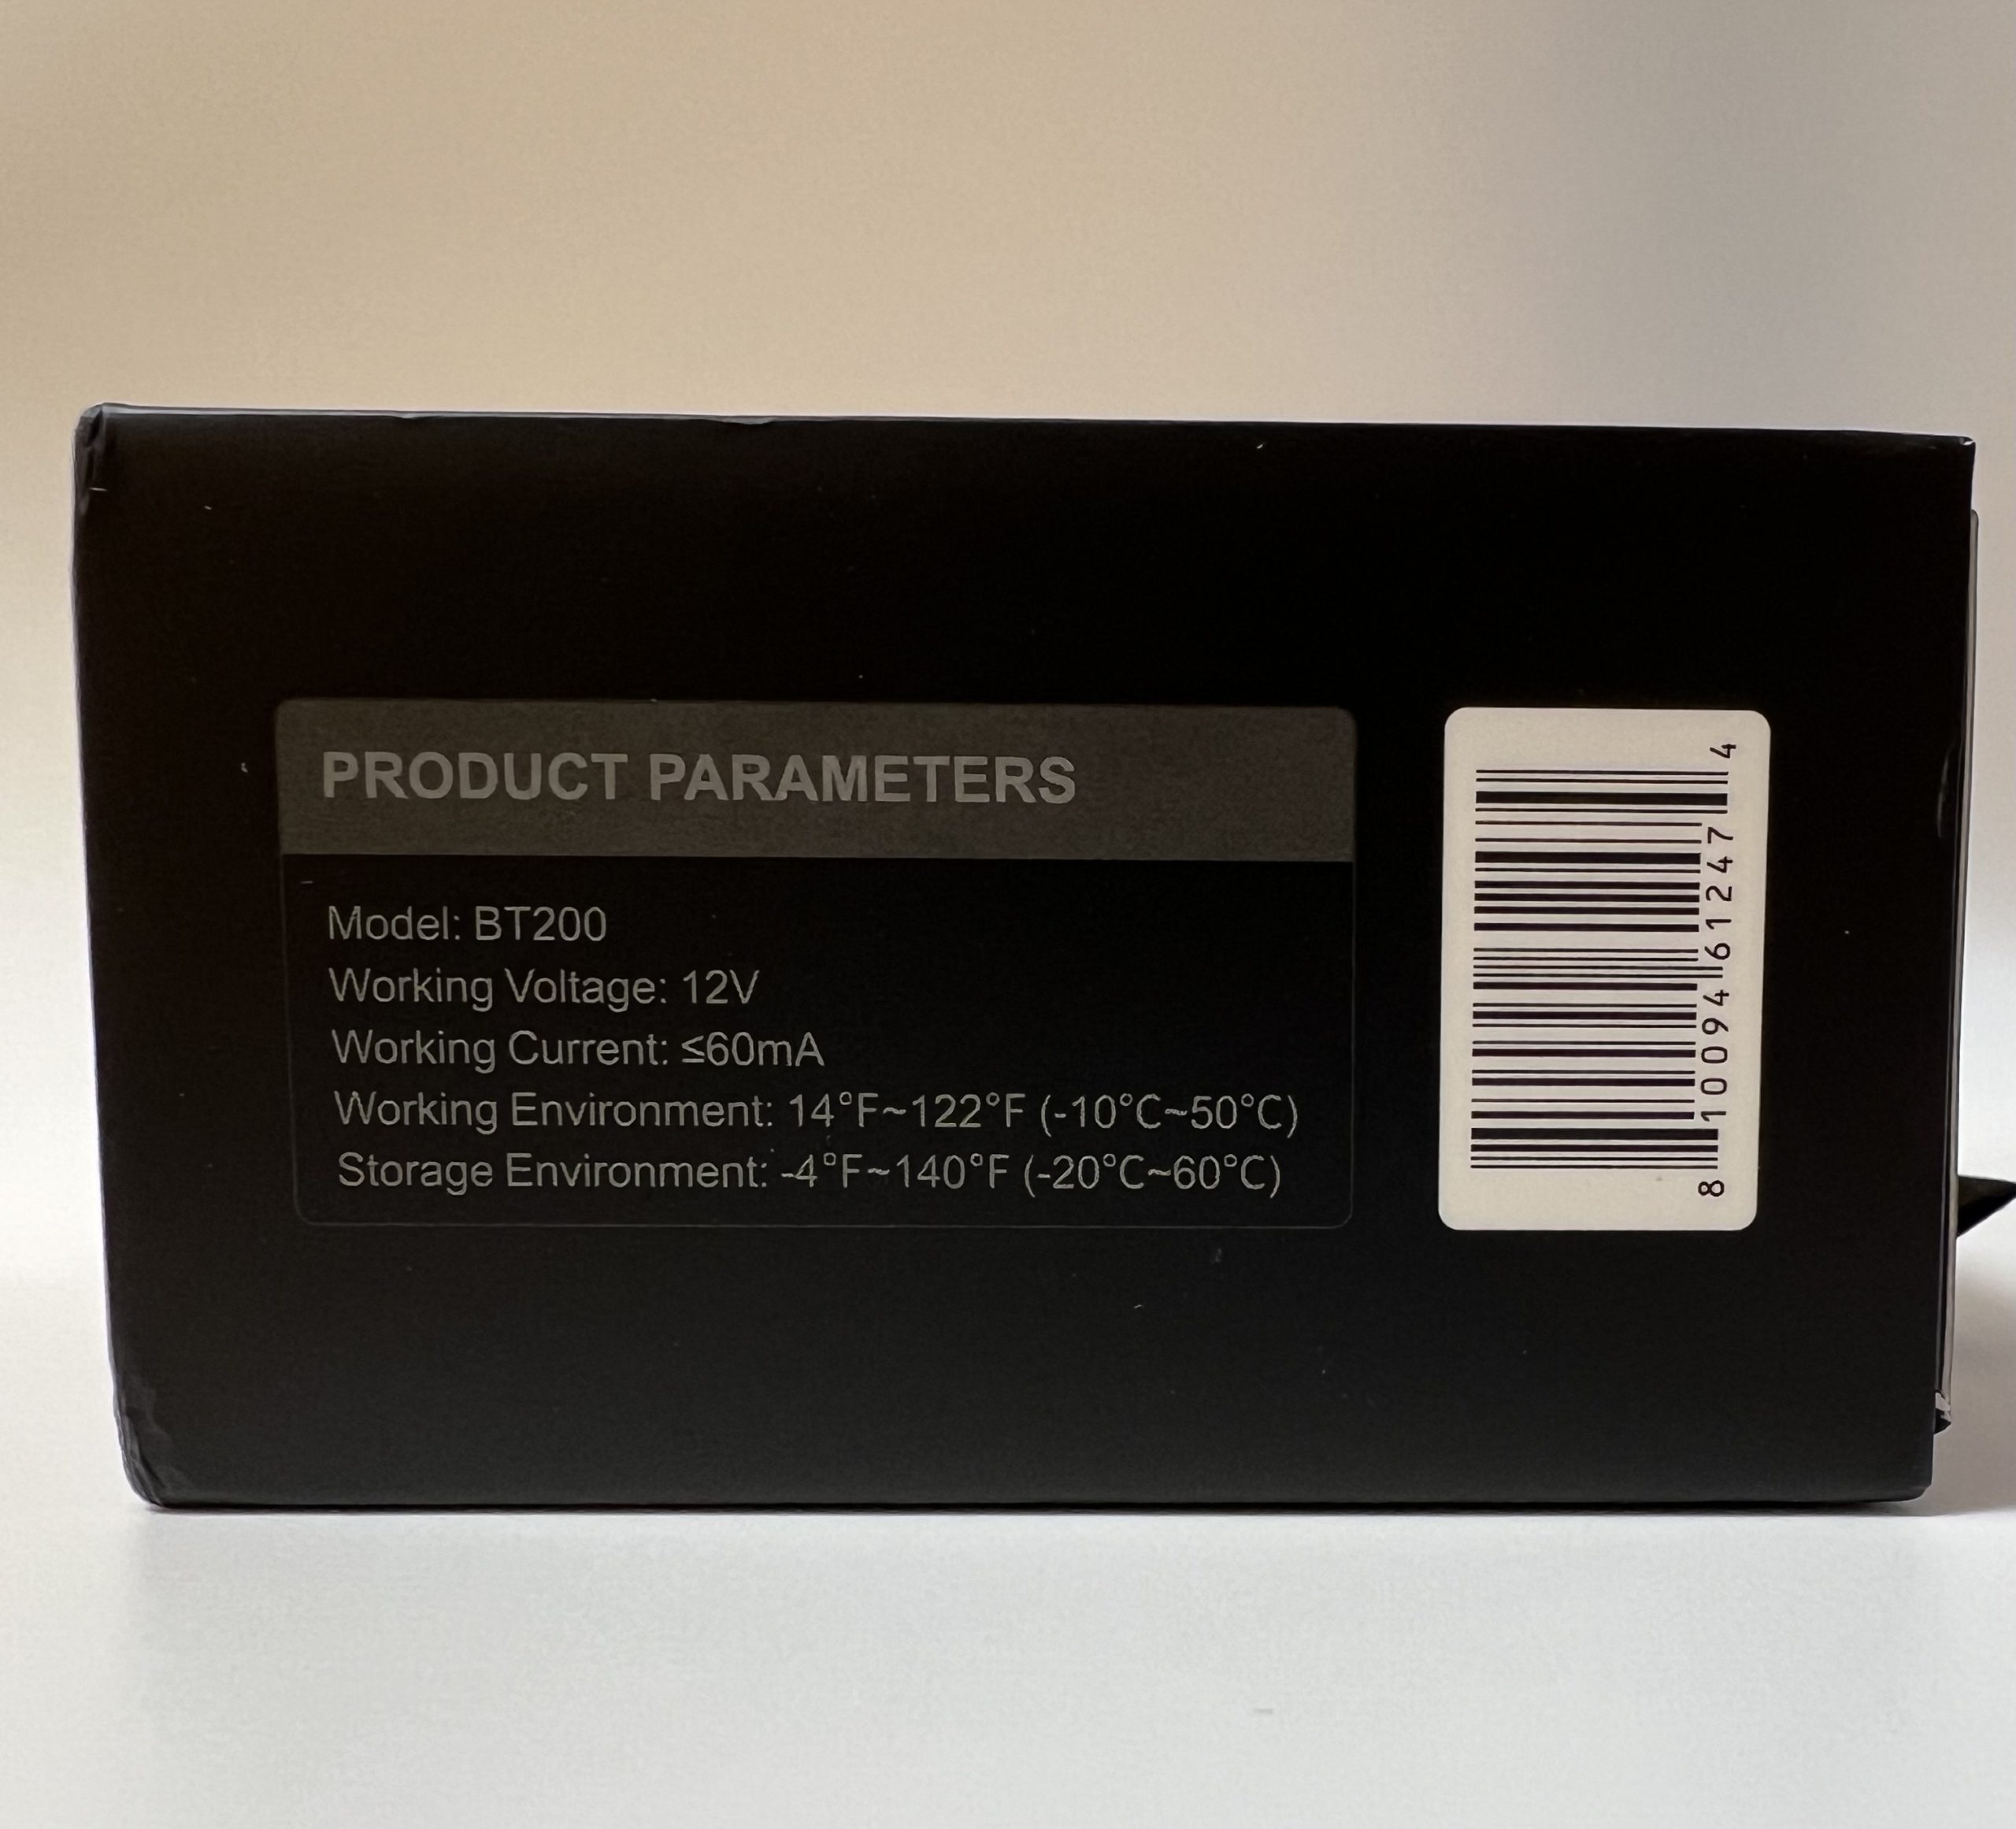 PRODUCT PARAMETERS
Model: BT200
Working Voltage: 12V
Working Current: ≤60mA
Working Environment: 14°F~122°F (-10°C~50°C)
Storage Environment: -4°F~140°F (-20°C~60°C)
8 10094 61247 4